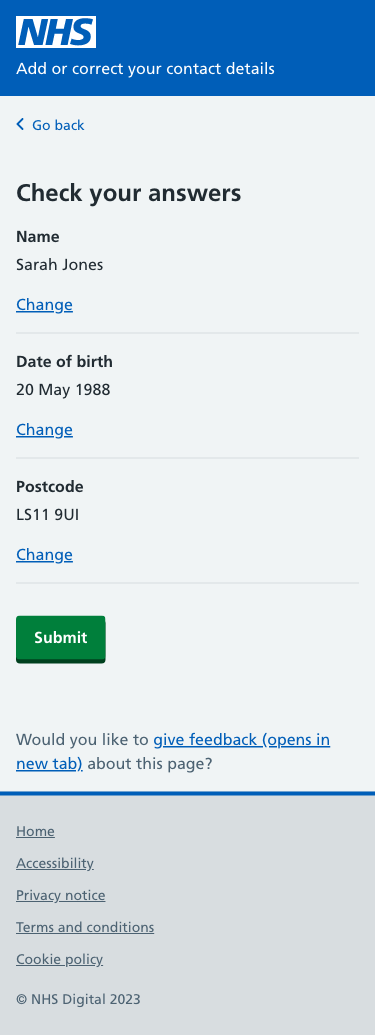 NHS
Add or correct your contact details
Go back
Check your answers
Name
Sarah Jones
Change
Date of birth
20 May 1988
Change
Postcode
LS11 9UI
Change
Submit
Would you like to give feedback (opens in
new tab) about this page?
Home
Accessibility
Privacy notice
Terms and conditions
Cookie policy
© NHS Digital 2023